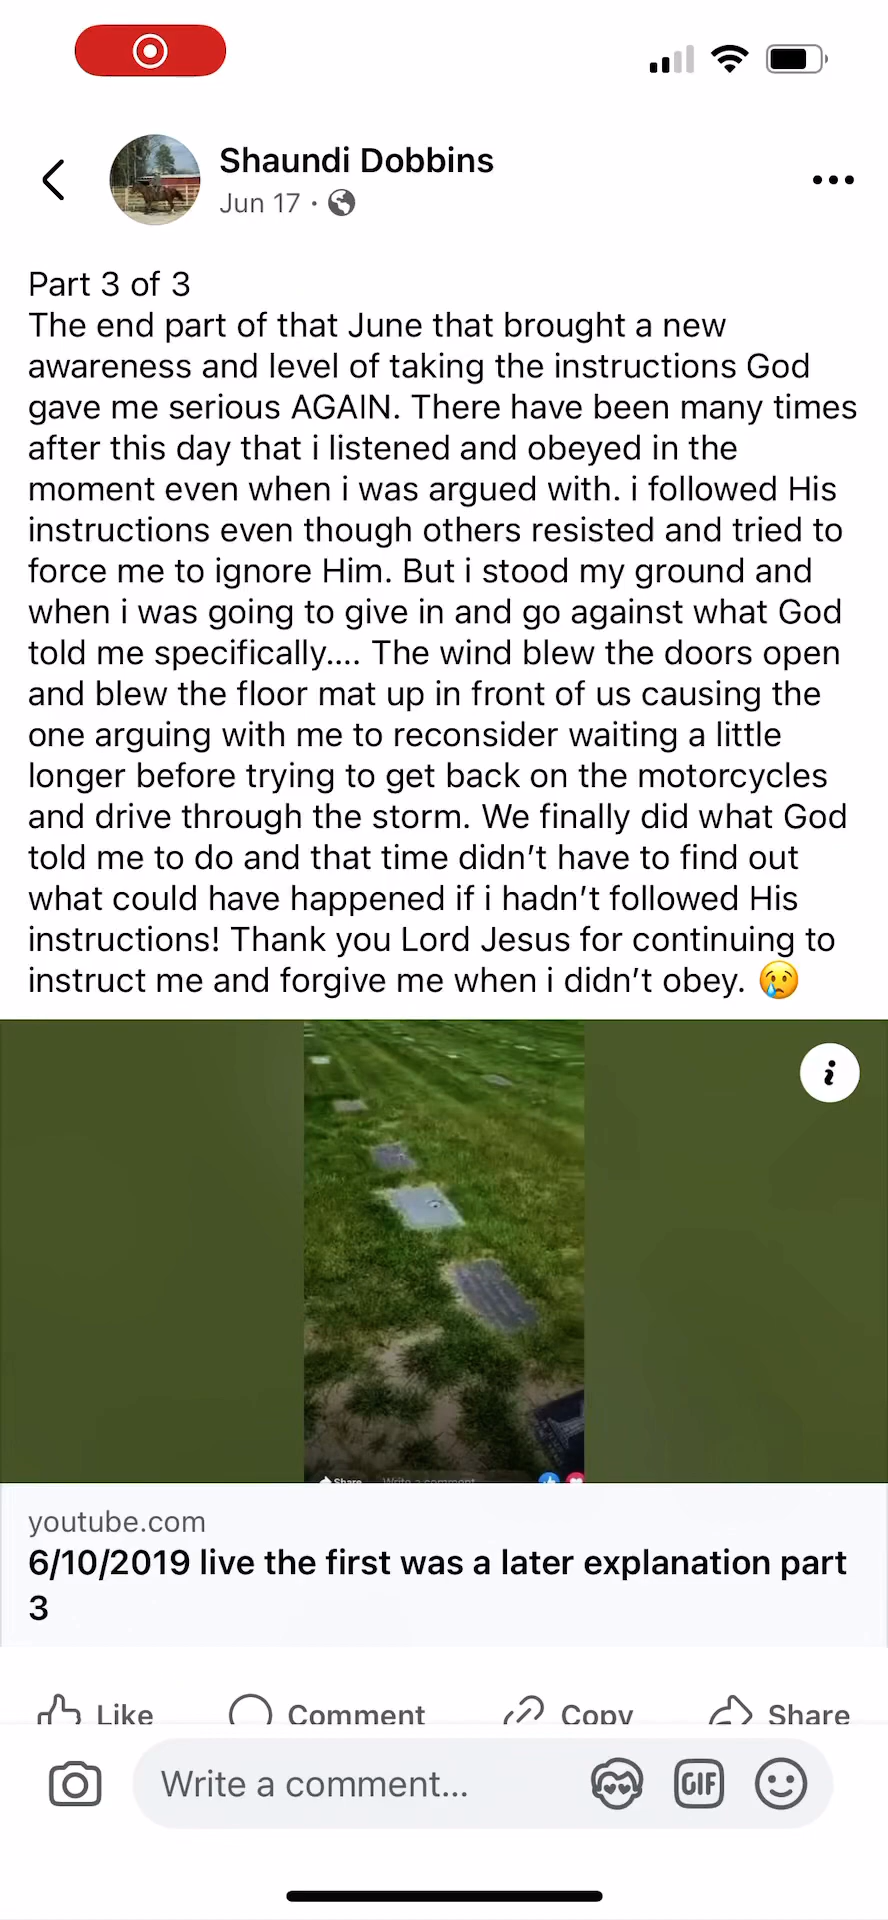 Shaundi Dobbins
Jun 17 ·
Part 3 of 3
The end part of that June that brought a new
awareness and level of taking the instructions God
gave me serious AGAIN. There have been many times
after this day that i listened and obeyed in the
moment even when i was argued with. i followed His
instructions even though others resisted and tried to
force me to ignore Him. But i stood my ground and
when i was going to give in and go against what God
told me specifically.... The wind blew the doors open
and blew the floor mat up in front of us causing the
one arguing with me to reconsider waiting a little
longer before trying to get back on the motorcycles
and drive through the storm. We finally did what God
told me to do and that time didn't have to find out
what could have happened if i hadn't followed His
instructions! Thank you Lord Jesus for continuing to
instruct me and forgive me when i didn't obey. 😢
Share Write a comment
youtube.com
6/10/2019 live the first was a later explanation part
3
Like Comment Copy Share
Write a comment... GIF